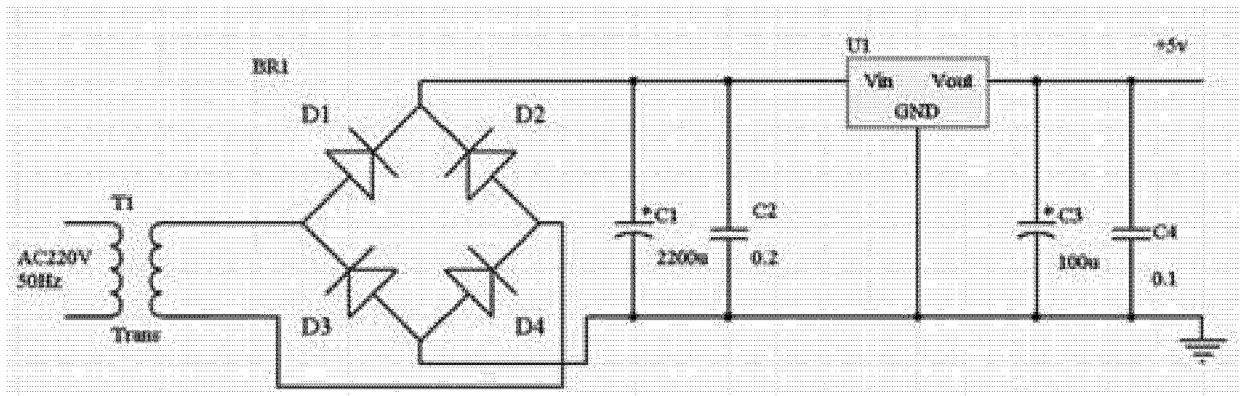 BR1
U1
+5v
Vin Vout
GND
D1
D2
T1
AC220V
50Hz
*C1
2200u
C2
0.2
*C3
100u
C4
0.1
D3
D4
Trans